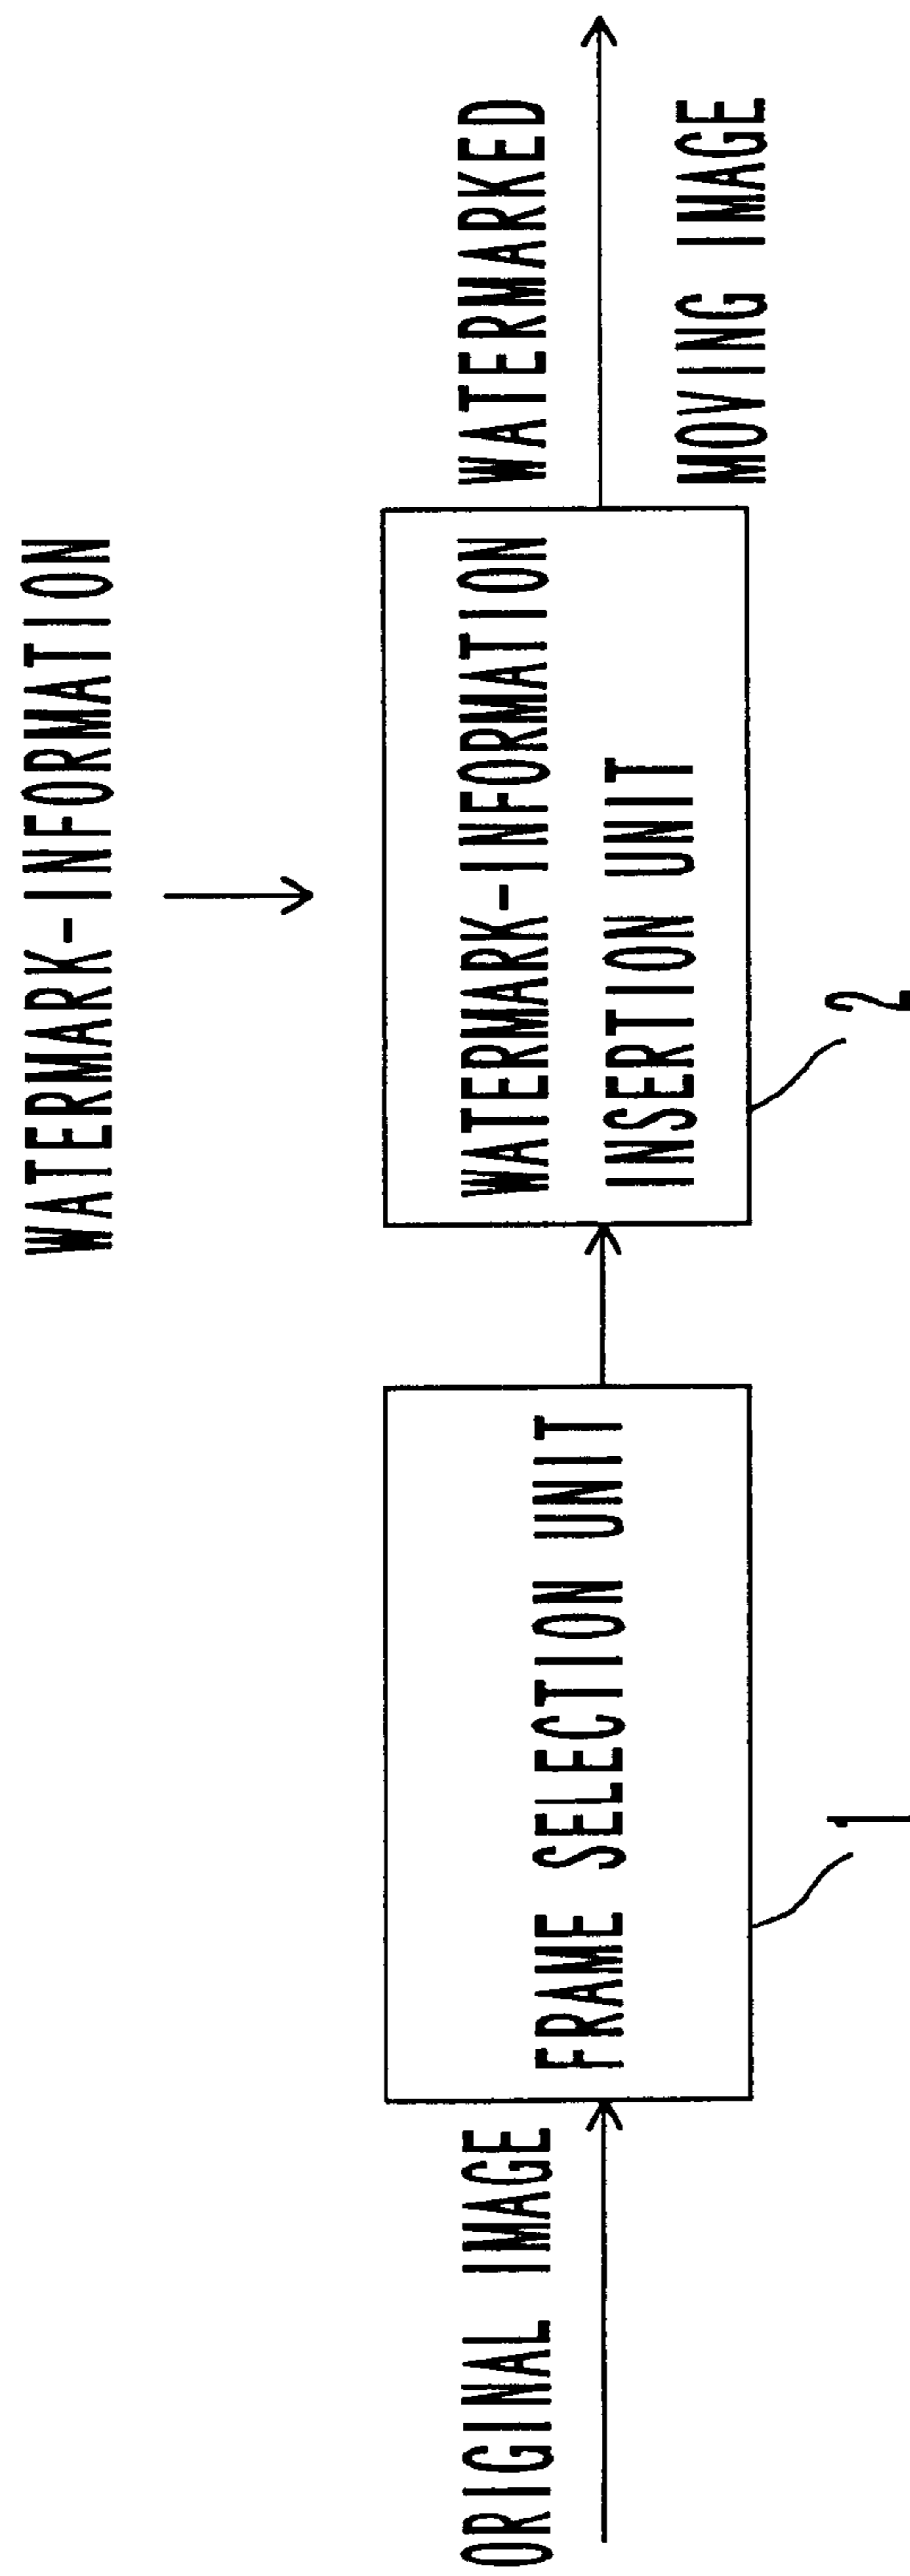 WATERMARK-INFORMATION
ORIGINAL IMAGE
FRAME SELECTION UNIT
WATERMARK-INFORMATION
INSERTION UNIT
WATERMARKED
MOVING IMAGE
1
2